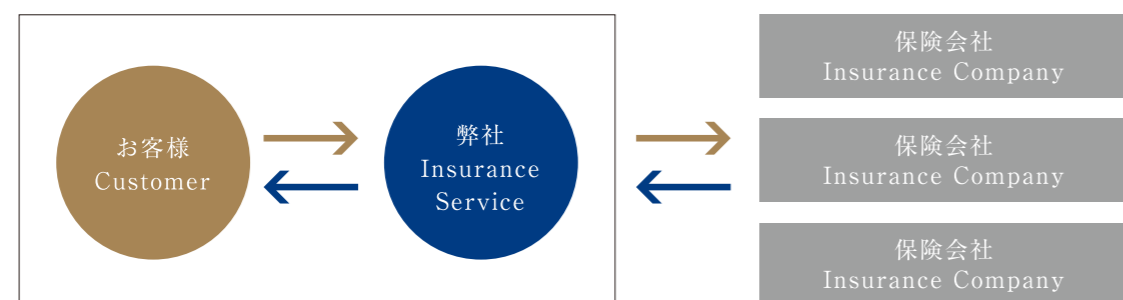 お客様
Customer
弊社
Insurance
Service
保険会社
Insurance Company
保険会社
Insurance Company
保険会社
Insurance Company